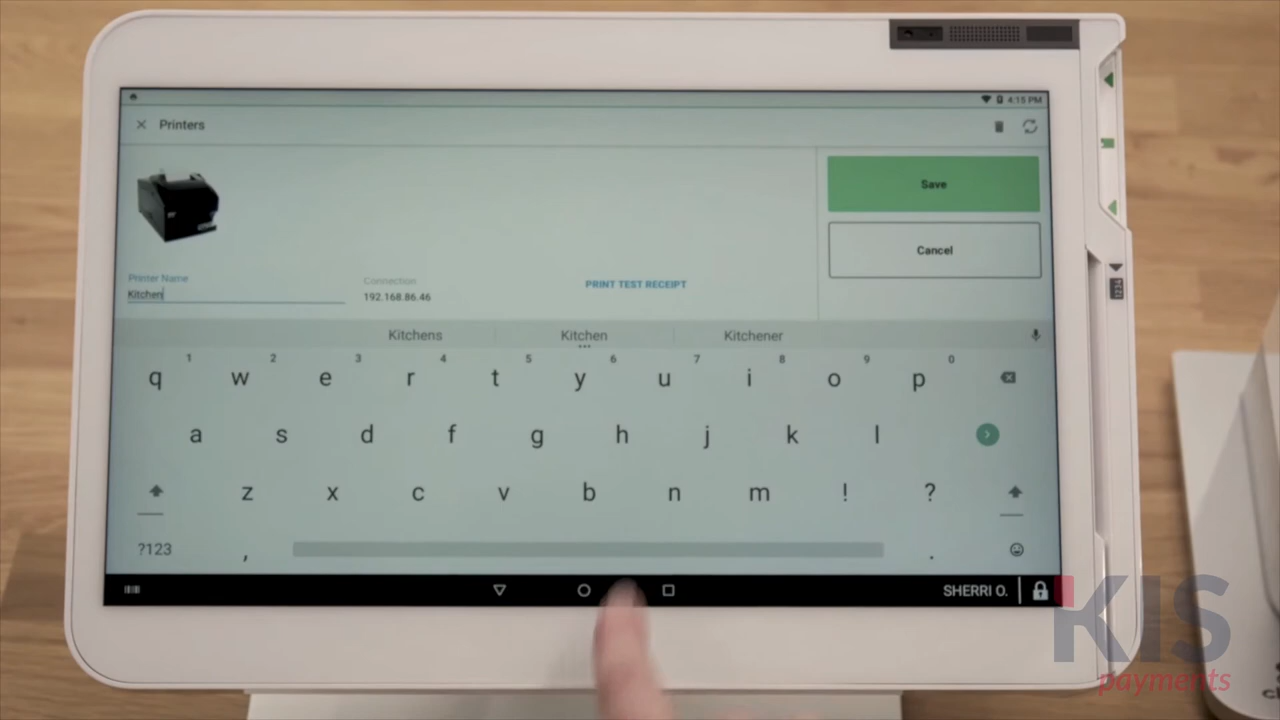 4:15 PM
Printers
Save
Cancel
Printer Name
Kitchen
Connection
192.168.86.46
PRINT TEST RECEIPT
Kitchens Kitchen Kitchener
1 2 3 4 5 6 7 8 9 0
q w e r t y u i o p
a s d f g h j k l
z x c v b n m ! ?
?123 , .
SHERRI O.
1234
KIS
payments